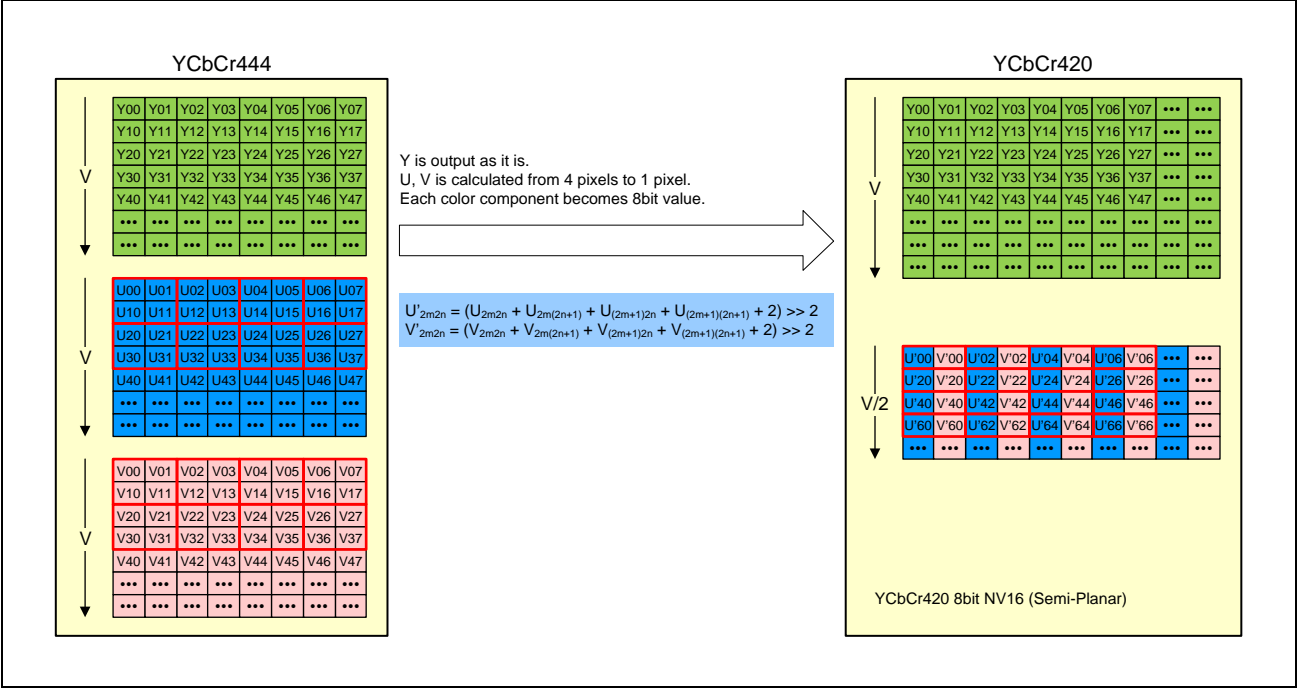 YCbCr444
V
Y00 Y01 Y02 Y03 Y04 Y05 Y06 Y07
Y10 Y11 Y12 Y13 Y14 Y15 Y16 Y17
Y20 Y21 Y22 Y23 Y24 Y25 Y26 Y27
Y30 Y31 Y32 Y33 Y34 Y35 Y36 Y37
Y40 Y41 Y42 Y43 Y44 Y45 Y46 Y47
••• ••• ••• ••• ••• ••• ••• •••
••• ••• ••• ••• ••• ••• ••• •••
V
U00 U01 U02 U03 U04 U05 U06 U07
U10 U11 U12 U13 U14 U15 U16 U17
U20 U21 U22 U23 U24 U25 U26 U27
U30 U31 U32 U33 U34 U35 U36 U37
U40 U41 U42 U43 U44 U45 U46 U47
••• ••• ••• ••• ••• ••• ••• •••
••• ••• ••• ••• ••• ••• ••• •••
V
V00 V01 V02 V03 V04 V05 V06 V07
V10 V11 V12 V13 V14 V15 V16 V17
V20 V21 V22 V23 V24 V25 V26 V27
V30 V31 V32 V33 V34 V35 V36 V37
V40 V41 V42 V43 V44 V45 V46 V47
••• ••• ••• ••• ••• ••• ••• •••
••• ••• ••• ••• ••• ••• ••• •••
Y is output as it is.
U, V is calculated from 4 pixels to 1 pixel.
Each color component becomes 8bit value.
U'2m2n = (U2m2n + U2m(2n+1) + U(2m+1)2n + U(2m+1)(2n+1) + 2) >> 2
V'2m2n = (V2m2n + V2m(2n+1) + V(2m+1)2n + V(2m+1)(2n+1) + 2) >> 2
YCbCr420
V
Y00 Y01 Y02 Y03 Y04 Y05 Y06 Y07 ••• •••
Y10 Y11 Y12 Y13 Y14 Y15 Y16 Y17 ••• •••
Y20 Y21 Y22 Y23 Y24 Y25 Y26 Y27 ••• •••
Y30 Y31 Y32 Y33 Y34 Y35 Y36 Y37 ••• •••
Y40 Y41 Y42 Y43 Y44 Y45 Y46 Y47 ••• •••
••• ••• ••• ••• ••• ••• ••• ••• ••• •••
••• ••• ••• ••• ••• ••• ••• ••• ••• •••
••• ••• ••• ••• ••• ••• ••• ••• ••• •••
V/2
U'00 V'00 U'02 V'02 U'04 V'04 U'06 V'06 ••• •••
U'20 V'20 U'22 V'22 U'24 V'24 U'26 V'26 ••• •••
U'40 V'40 U'42 V'42 U'44 V'44 U'46 V'46 ••• •••
U'60 V'60 U'62 V'62 U'64 V'64 U'66 V'66 ••• •••
••• ••• ••• ••• ••• ••• ••• ••• ••• •••
YCbCr420 8bit NV16 (Semi-Planar)